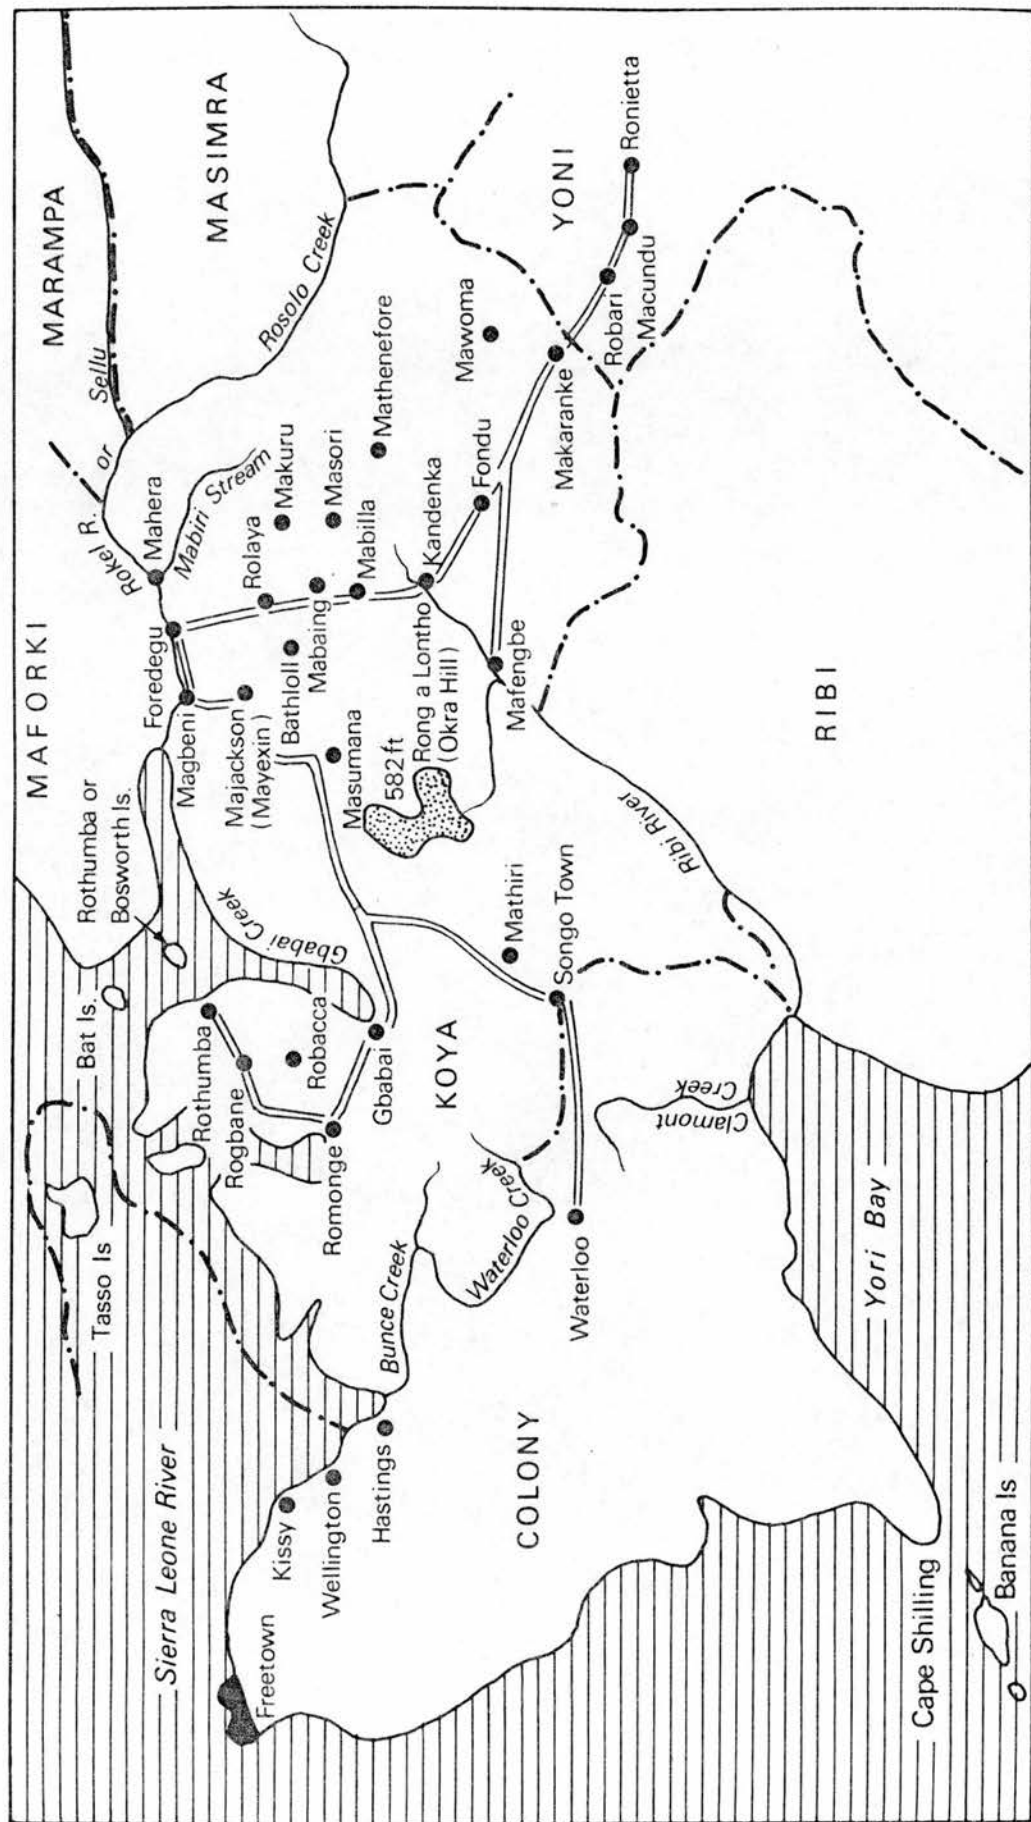 MAFORKI
MARAMPA
MASIMRA
Rokel R. or Sellu
Rosolo Creek
Mahera
Mabiri Stream
Foredegu
Magbeni
Rothumba or
Bosworth Is.
Bat Is.
Tasso Is
Sierra Leone River
Majackson
(Mayexin)
Rolaya
Makuru
Bathloll
Mabaing
Masori
Mabilla
Mathenefore
Masumana
582ft
Rong a Lontho
(Okra Hill)
Kandenka
Fondu
Mawoma
Mafengbe
Makaranke
YONI
Robari
Macundu
Ronietta
Gbabai Creek
Rothumba
Rogbane
Robacca
Romonge
Gbabai
KOYA
Mathiri
Songo Town
Ribi River
RIBI
Freetown
Kissy
Wellington
Hastings
Bunce Creek
Waterloo Creek
Waterloo
Clamont
Creek
COLONY
Yori Bay
Cape Shilling
Banana Is